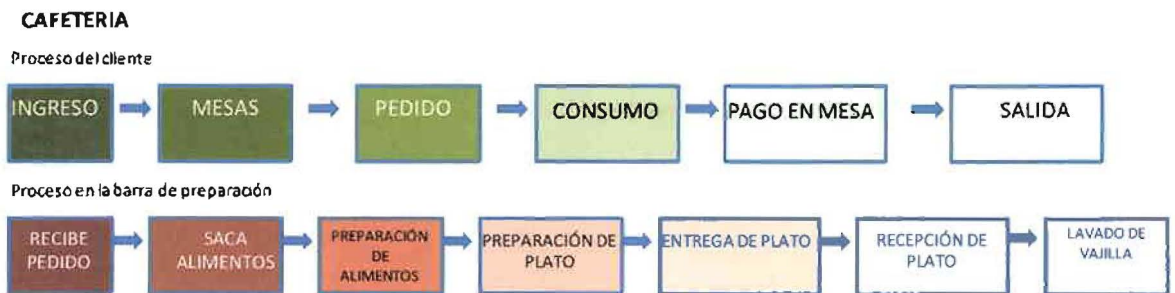 CAFETERIA
Proceso del cliente
INGRESO
MESAS
PEDIDO
CONSUMO
PAGO EN MESA
SALIDA
Proceso en la barra de preparación
RECIBE
PEDIDO
SACA
ALIMENTOS
PREPARACIÓN
DE
ALIMENTOS
PREPARACIÓN DE
PLATO
ENTREGA DE PLATO
RECEPCIÓN DE
PLATO
LAVADO DE
VAJILLA